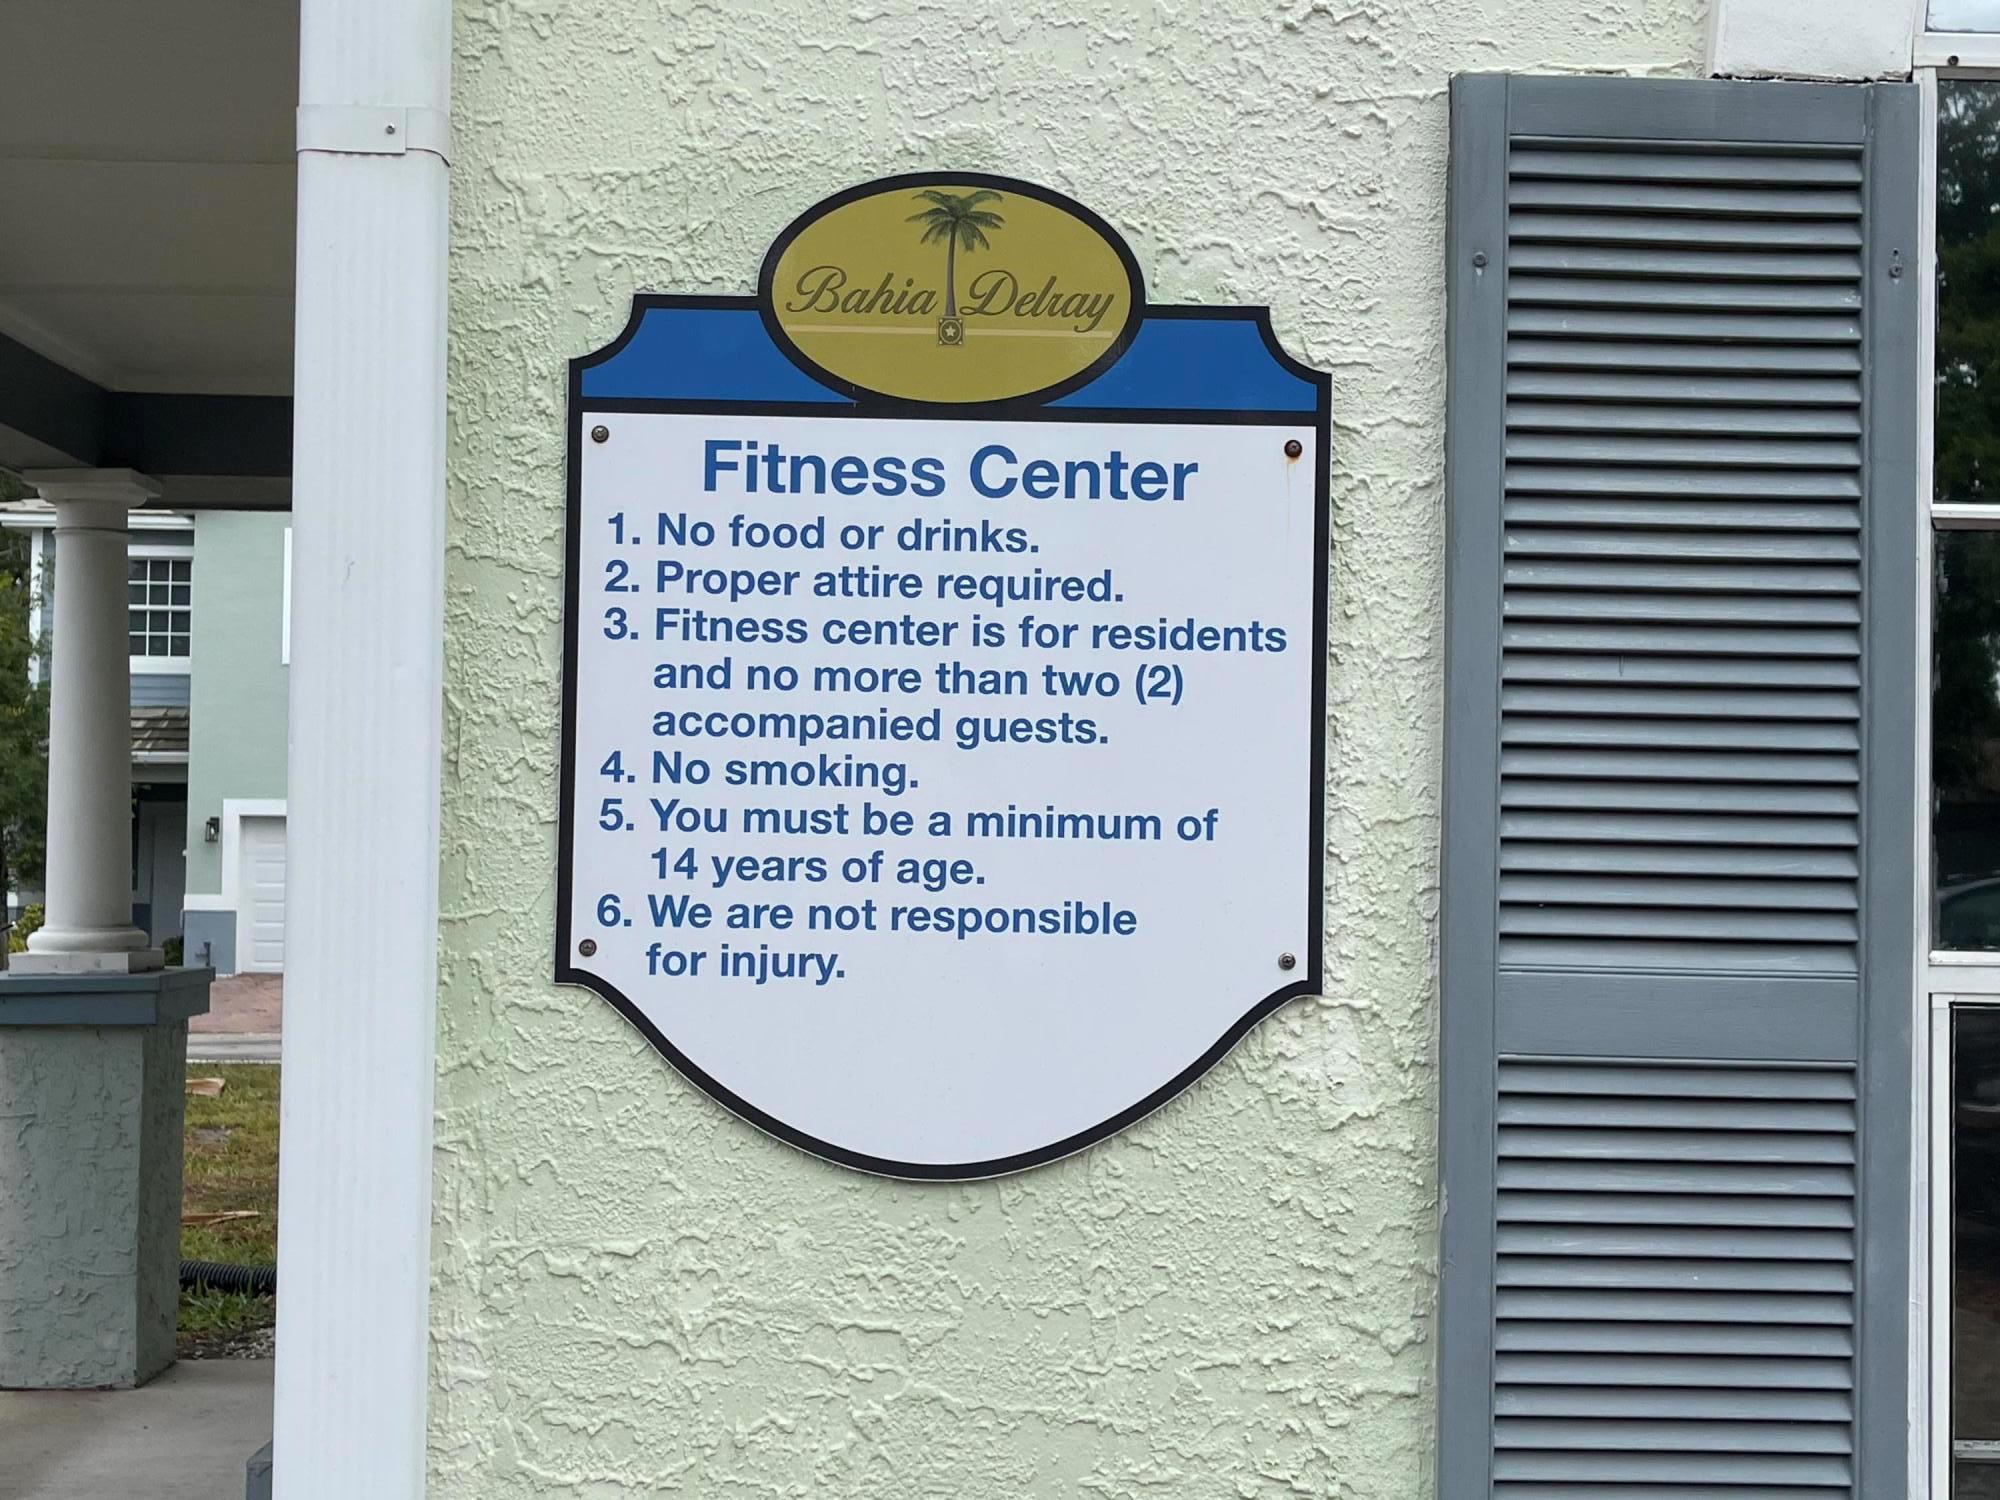 Bahia Delray
Fitness Center
1. No food or drinks.
2. Proper attire required.
3. Fitness center is for residents
and no more than two (2)
accompanied guests.
4. No smoking.
5. You must be a minimum of
14 years of age.
6. We are not responsible
for injury.